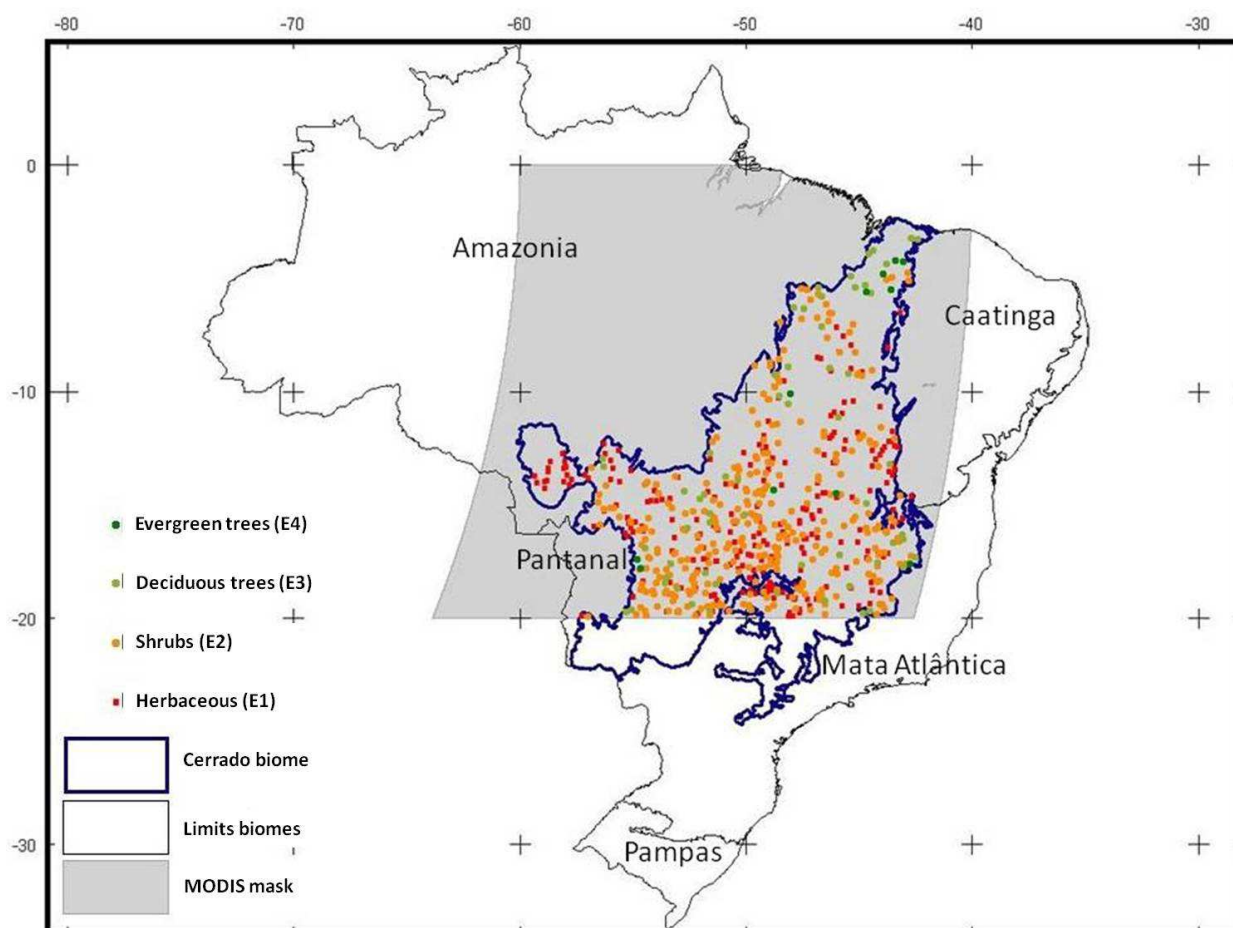 -80 -70 -60 -50 -40 -30
0
Amazonia
Caatinga
-10
Evergreen trees (E4)
Pantanal
Deciduous trees (E3)
-20
Shrubs (E2)
Mata Atlântica
Herbaceous (E1)
Cerrado biome
Limits biomes
-30
Pampas
MODIS mask